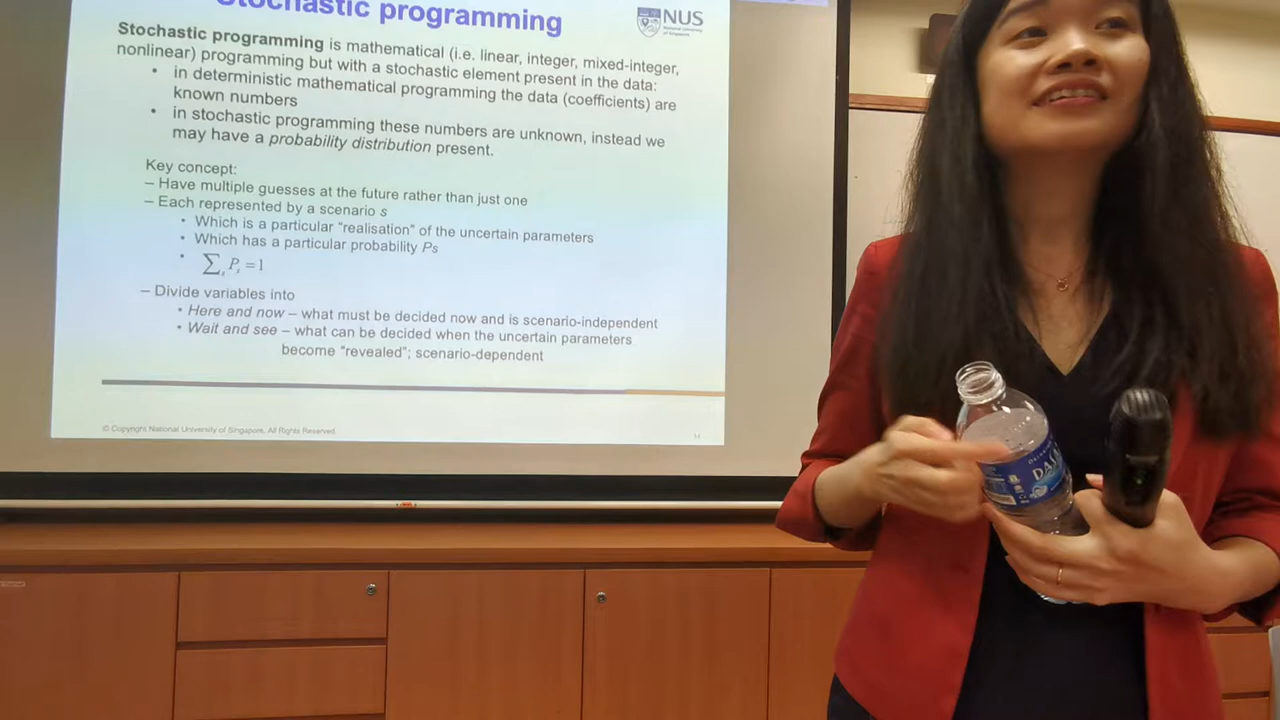 Stochastic programming
NUS
National University
of Singapore
Stochastic programming is mathematical (i.e. linear, integer, mixed-integer,
nonlinear) programming but with a stochastic element present in the data:
• in deterministic mathematical programming the data (coefficients) are
known numbers
• in stochastic programming these numbers are unknown, instead we
may have a probability distribution present.
Key concept:
– Have multiple guesses at the future rather than just one
– Each represented by a scenario s
• Which is a particular “realisation” of the uncertain parameters
• Which has a particular probability Ps
• ∑s Ps = 1
– Divide variables into
• Here and now – what must be decided now and is scenario-independent
• Wait and see – what can be decided when the uncertain parameters
become “revealed”; scenario-dependent
© Copyright National University of Singapore. All Rights Reserved.
14
DASA